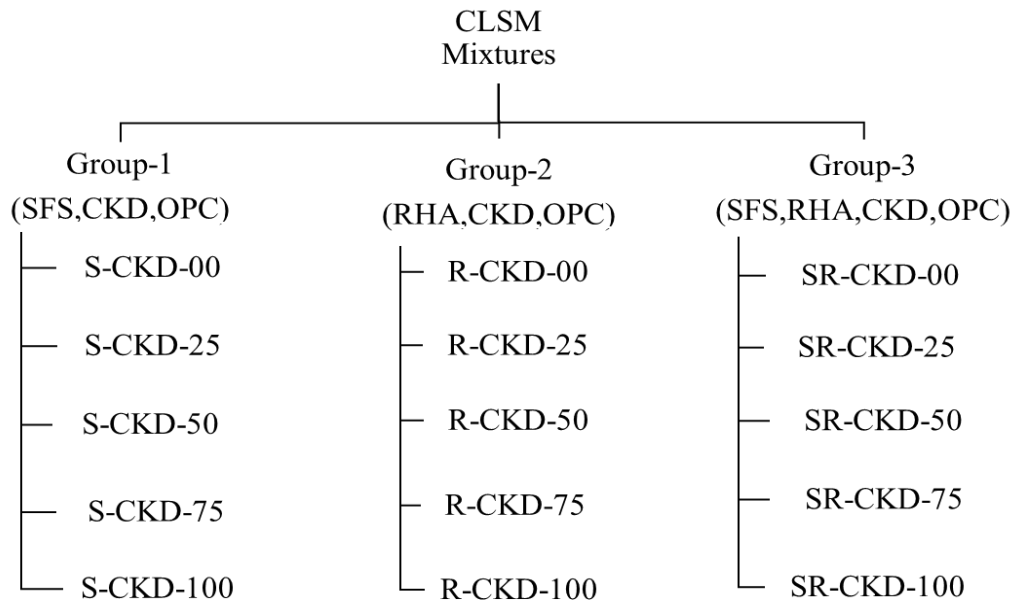 CLSM
Mixtures
Group-1
(SFS,CKD,OPC)
S-CKD-00
S-CKD-25
S-CKD-50
S-CKD-75
S-CKD-100
Group-2
(RHA,CKD,OPC)
R-CKD-00
R-CKD-25
R-CKD-50
R-CKD-75
R-CKD-100
Group-3
(SFS,RHA,CKD,OPC)
SR-CKD-00
SR-CKD-25
SR-CKD-50
SR-CKD-75
SR-CKD-100